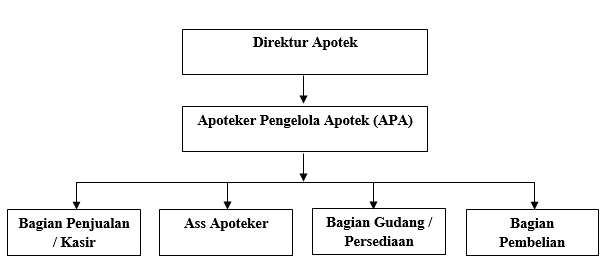 Direktur Apotek
Apoteker Pengelola Apotek (APA)
Bagian Penjualan
/ Kasir
Ass Apoteker
Bagian Gudang /
Persediaan
Bagian
Pembelian